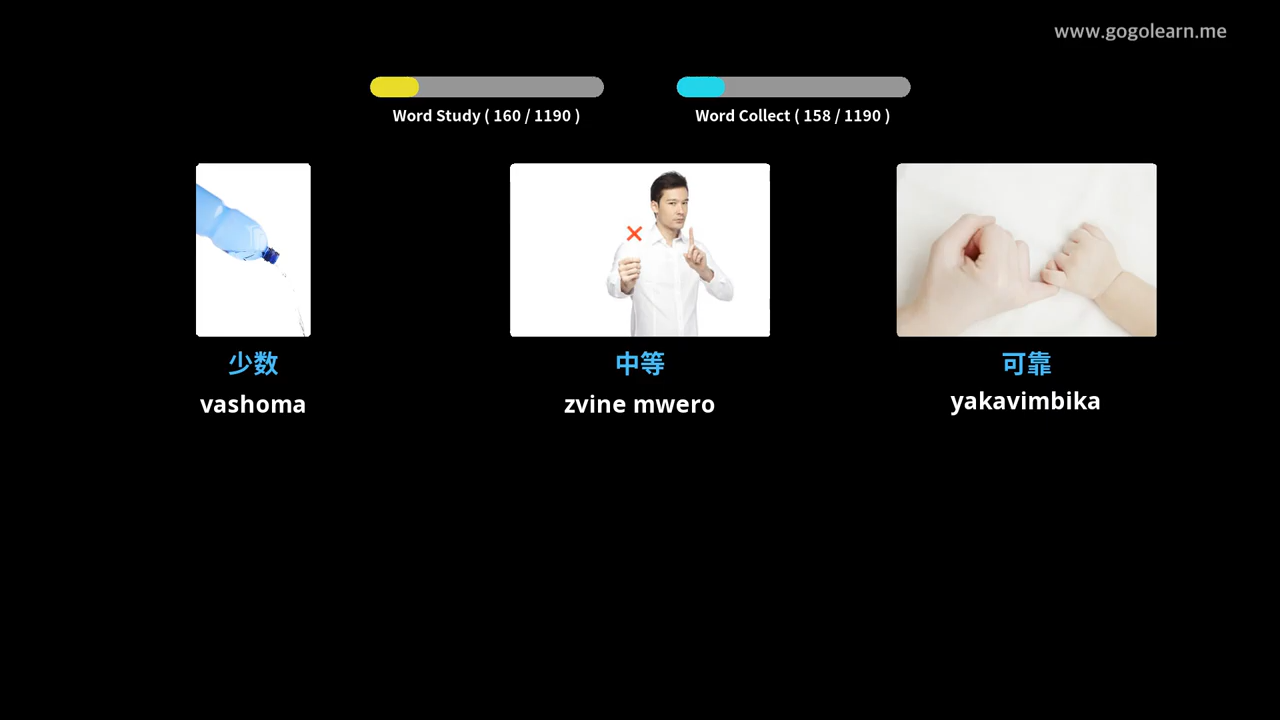 www.gogolearn.me
Word Study ( 160 / 1190 )
Word Collect ( 158 / 1190 )
少数
中等
可靠
vashoma
zvine mwero
yakavimbika